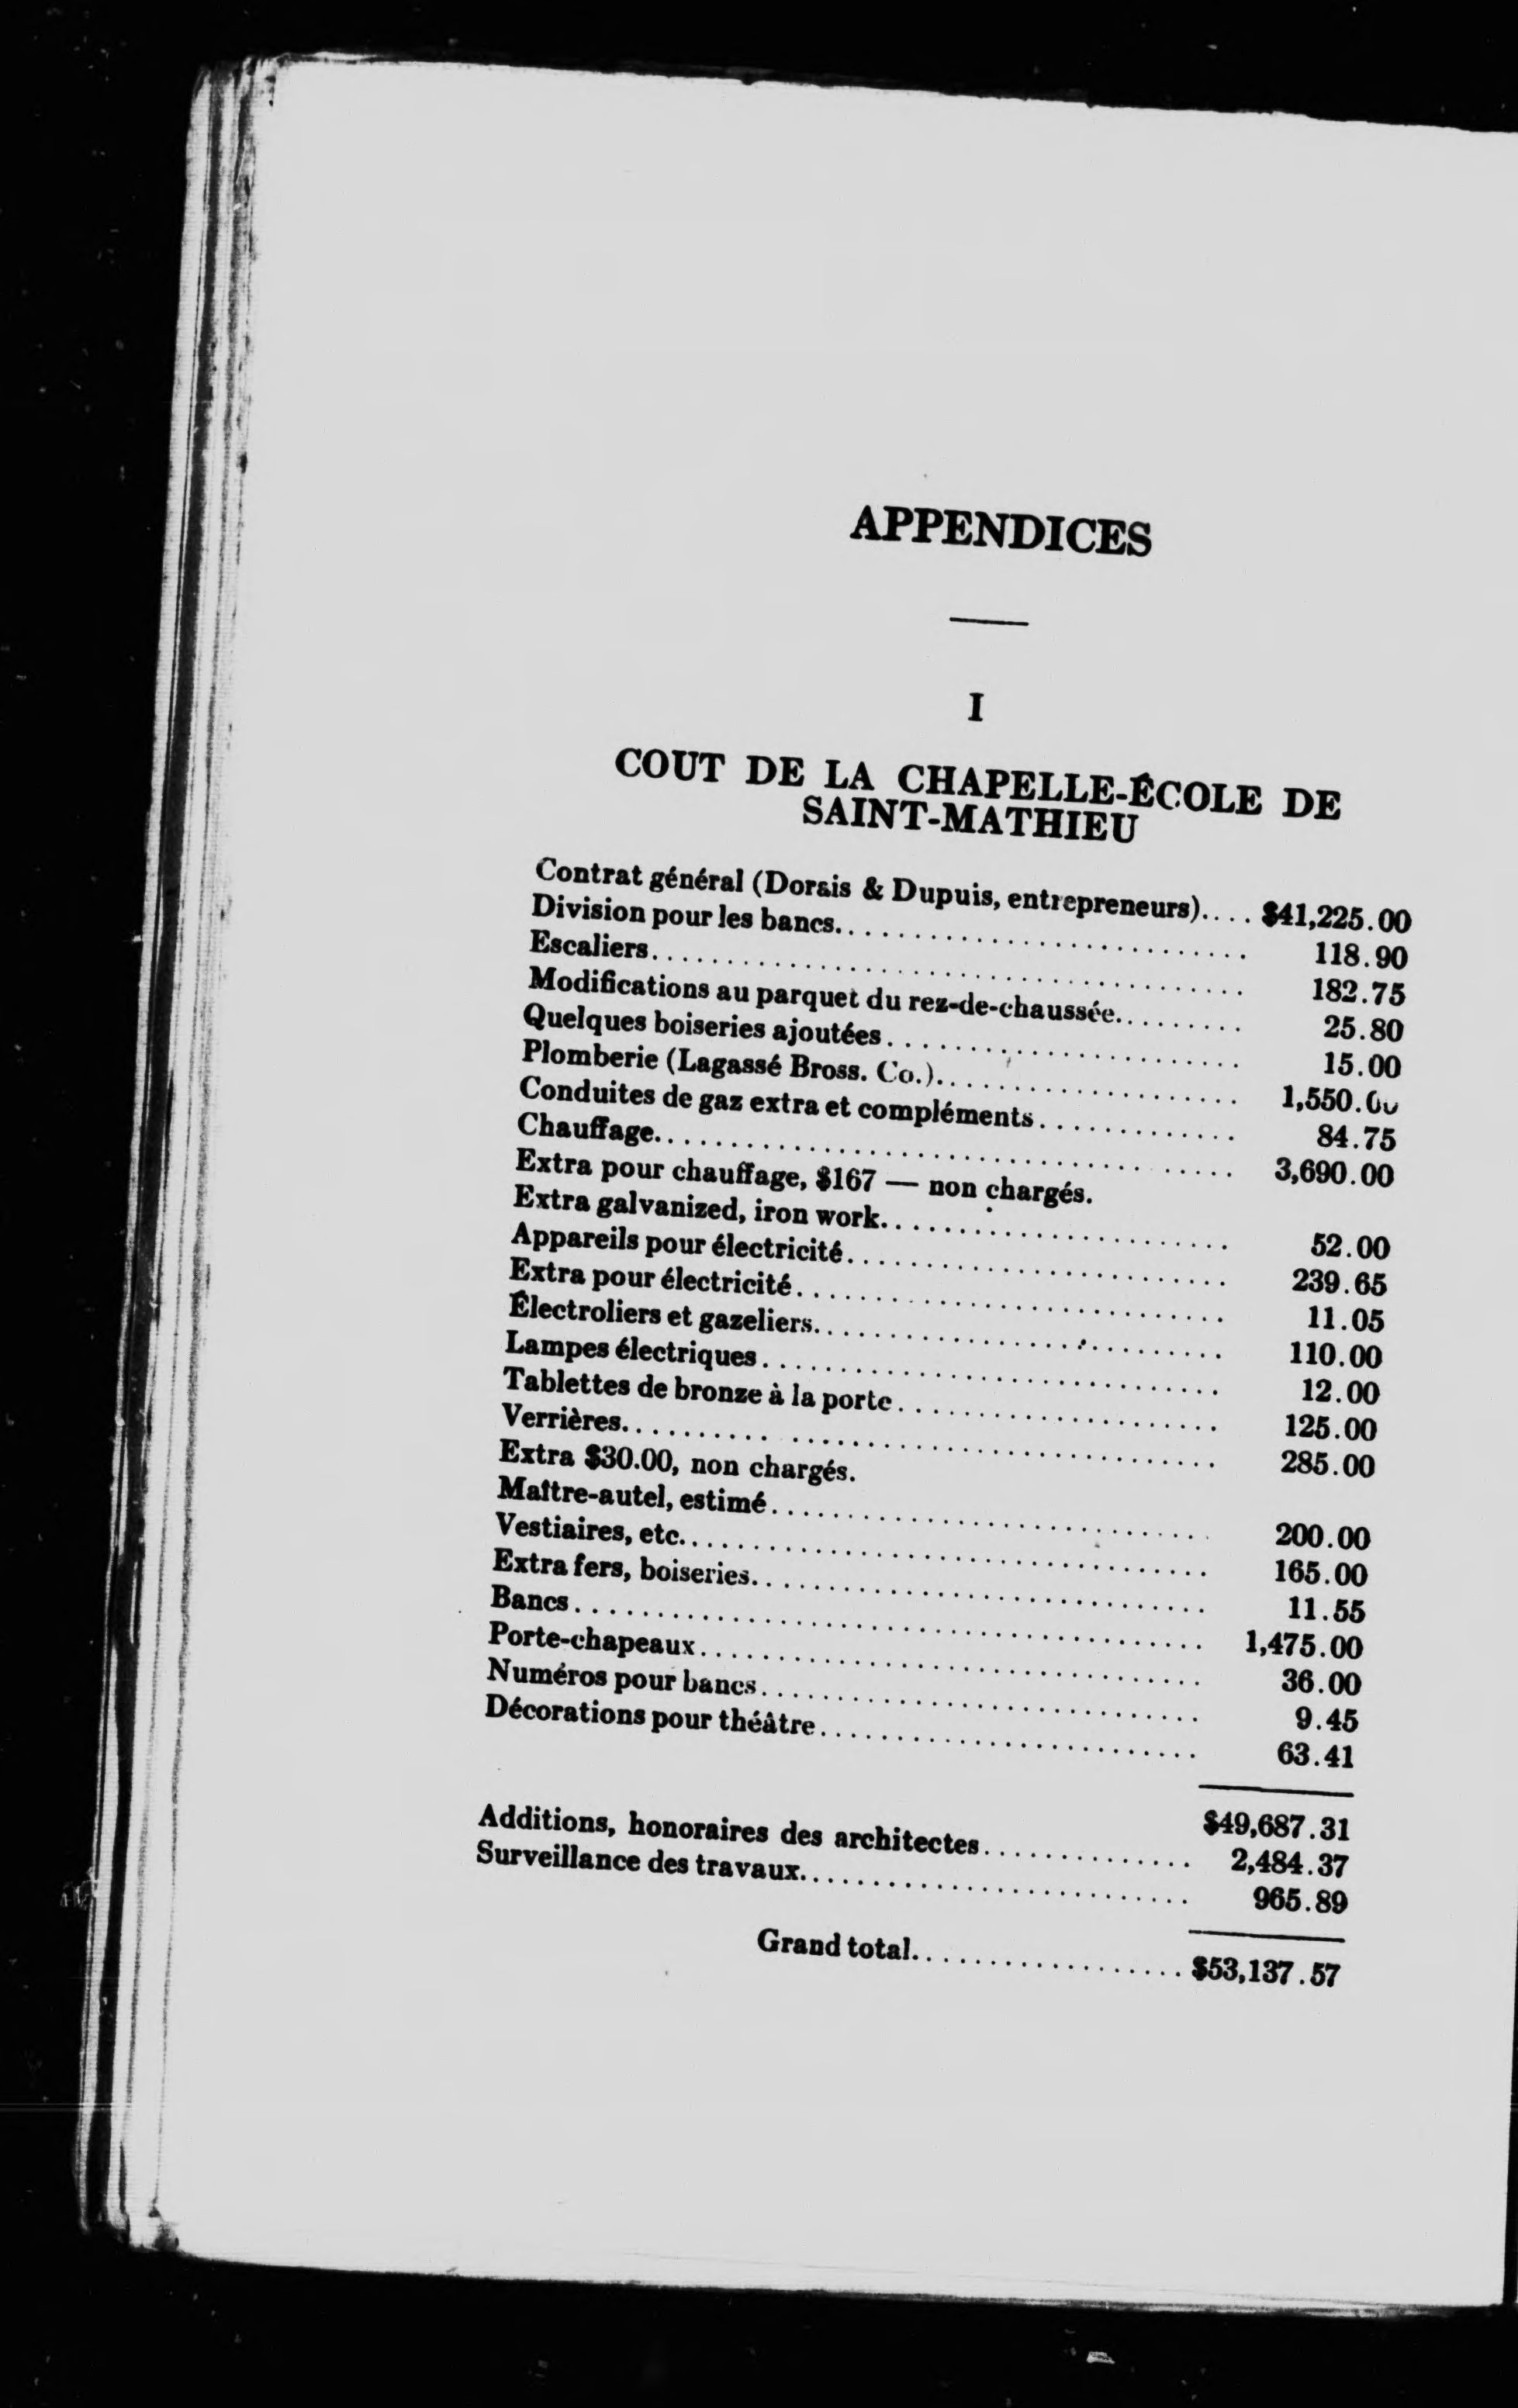 APPENDICES
I
COUT DE LA CHAPELLE-ÉCOLE DE
SAINT-MATHIEU
Contrat général (Dorais & Dupuis, entrepreneurs).... $41,225.00
Division pour les bancs.............................. 118.90
Escaliers.............................. 182.75
Modifications au parquet du rez-de-chaussée......... 25.80
Quelques boiseries ajoutées........................ 15.00
Plomberie (Lagassé Bross. Co.)..................... 1,550.00
Conduites de gaz extra et compléments............. 84.75
Chauffage.............................. 3,690.00
Extra pour chauffage, $167 — non chargés.
Extra galvanized, iron work........................ 52.00
Appareils pour électricité.......................... 239.65
Extra pour électricité............................. 11.05
Électroliers et gazeliers........................... 110.00
Lampes électriques.............................. 12.00
Tablettes de bronze à la porte...................... 125.00
Verrières.............................. 285.00
Extra $30.00, non chargés.
Maître-autel, estimé.............................. 200.00
Vestiaires, etc.............................. 165.00
Extra fers, boiseries.............................. 11.55
Bancs.............................. 1,475.00
Porte-chapeaux.............................. 36.00
Numéros pour bancs.............................. 9.45
Décorations pour théâtre.......................... 63.41
$49,687.31
Additions, honoraires des architectes.............. 2,484.37
Surveillance des travaux.......................... 965.89
Grand total.................. $53,137.57